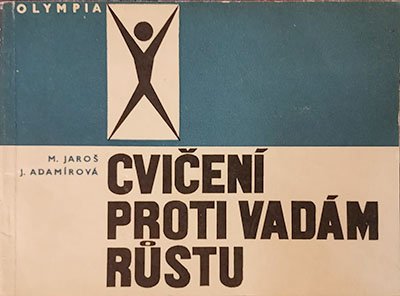 OLYMPIA
M. JAROŠ
J. ADAMÍROVÁ
CVIČENÍ
PROTI VADÁM
RŮSTU